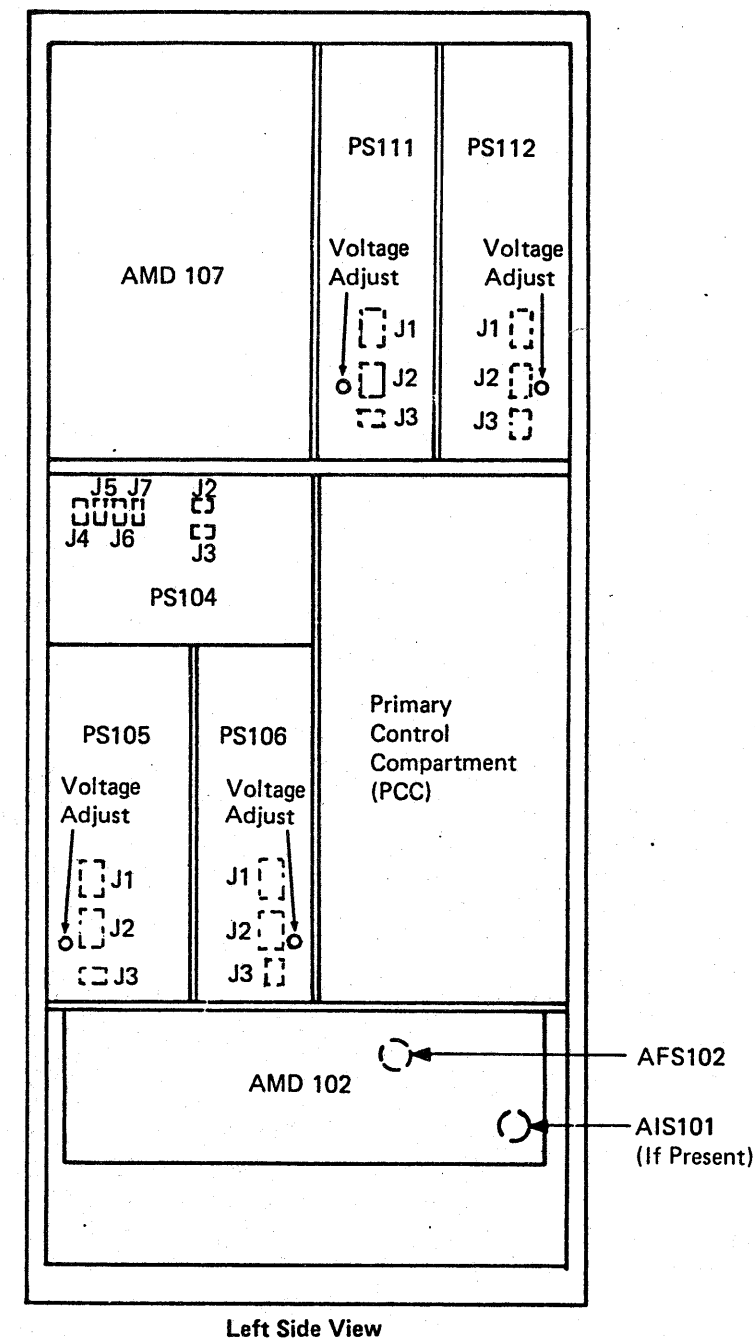 PS111
PS112
AMD 107
Voltage
Adjust
Voltage
Adjust
J1
J2
J3
J1
J2
J3
J5 J7
J2
J4 J6
J3
PS104
PS105
PS106
Voltage
Adjust
Voltage
Adjust
J1
J2
J3
J1
J2
J3
Primary
Control
Compartment
(PCC)
AMD 102
AFS102
AIS101
(If Present)
Left Side View